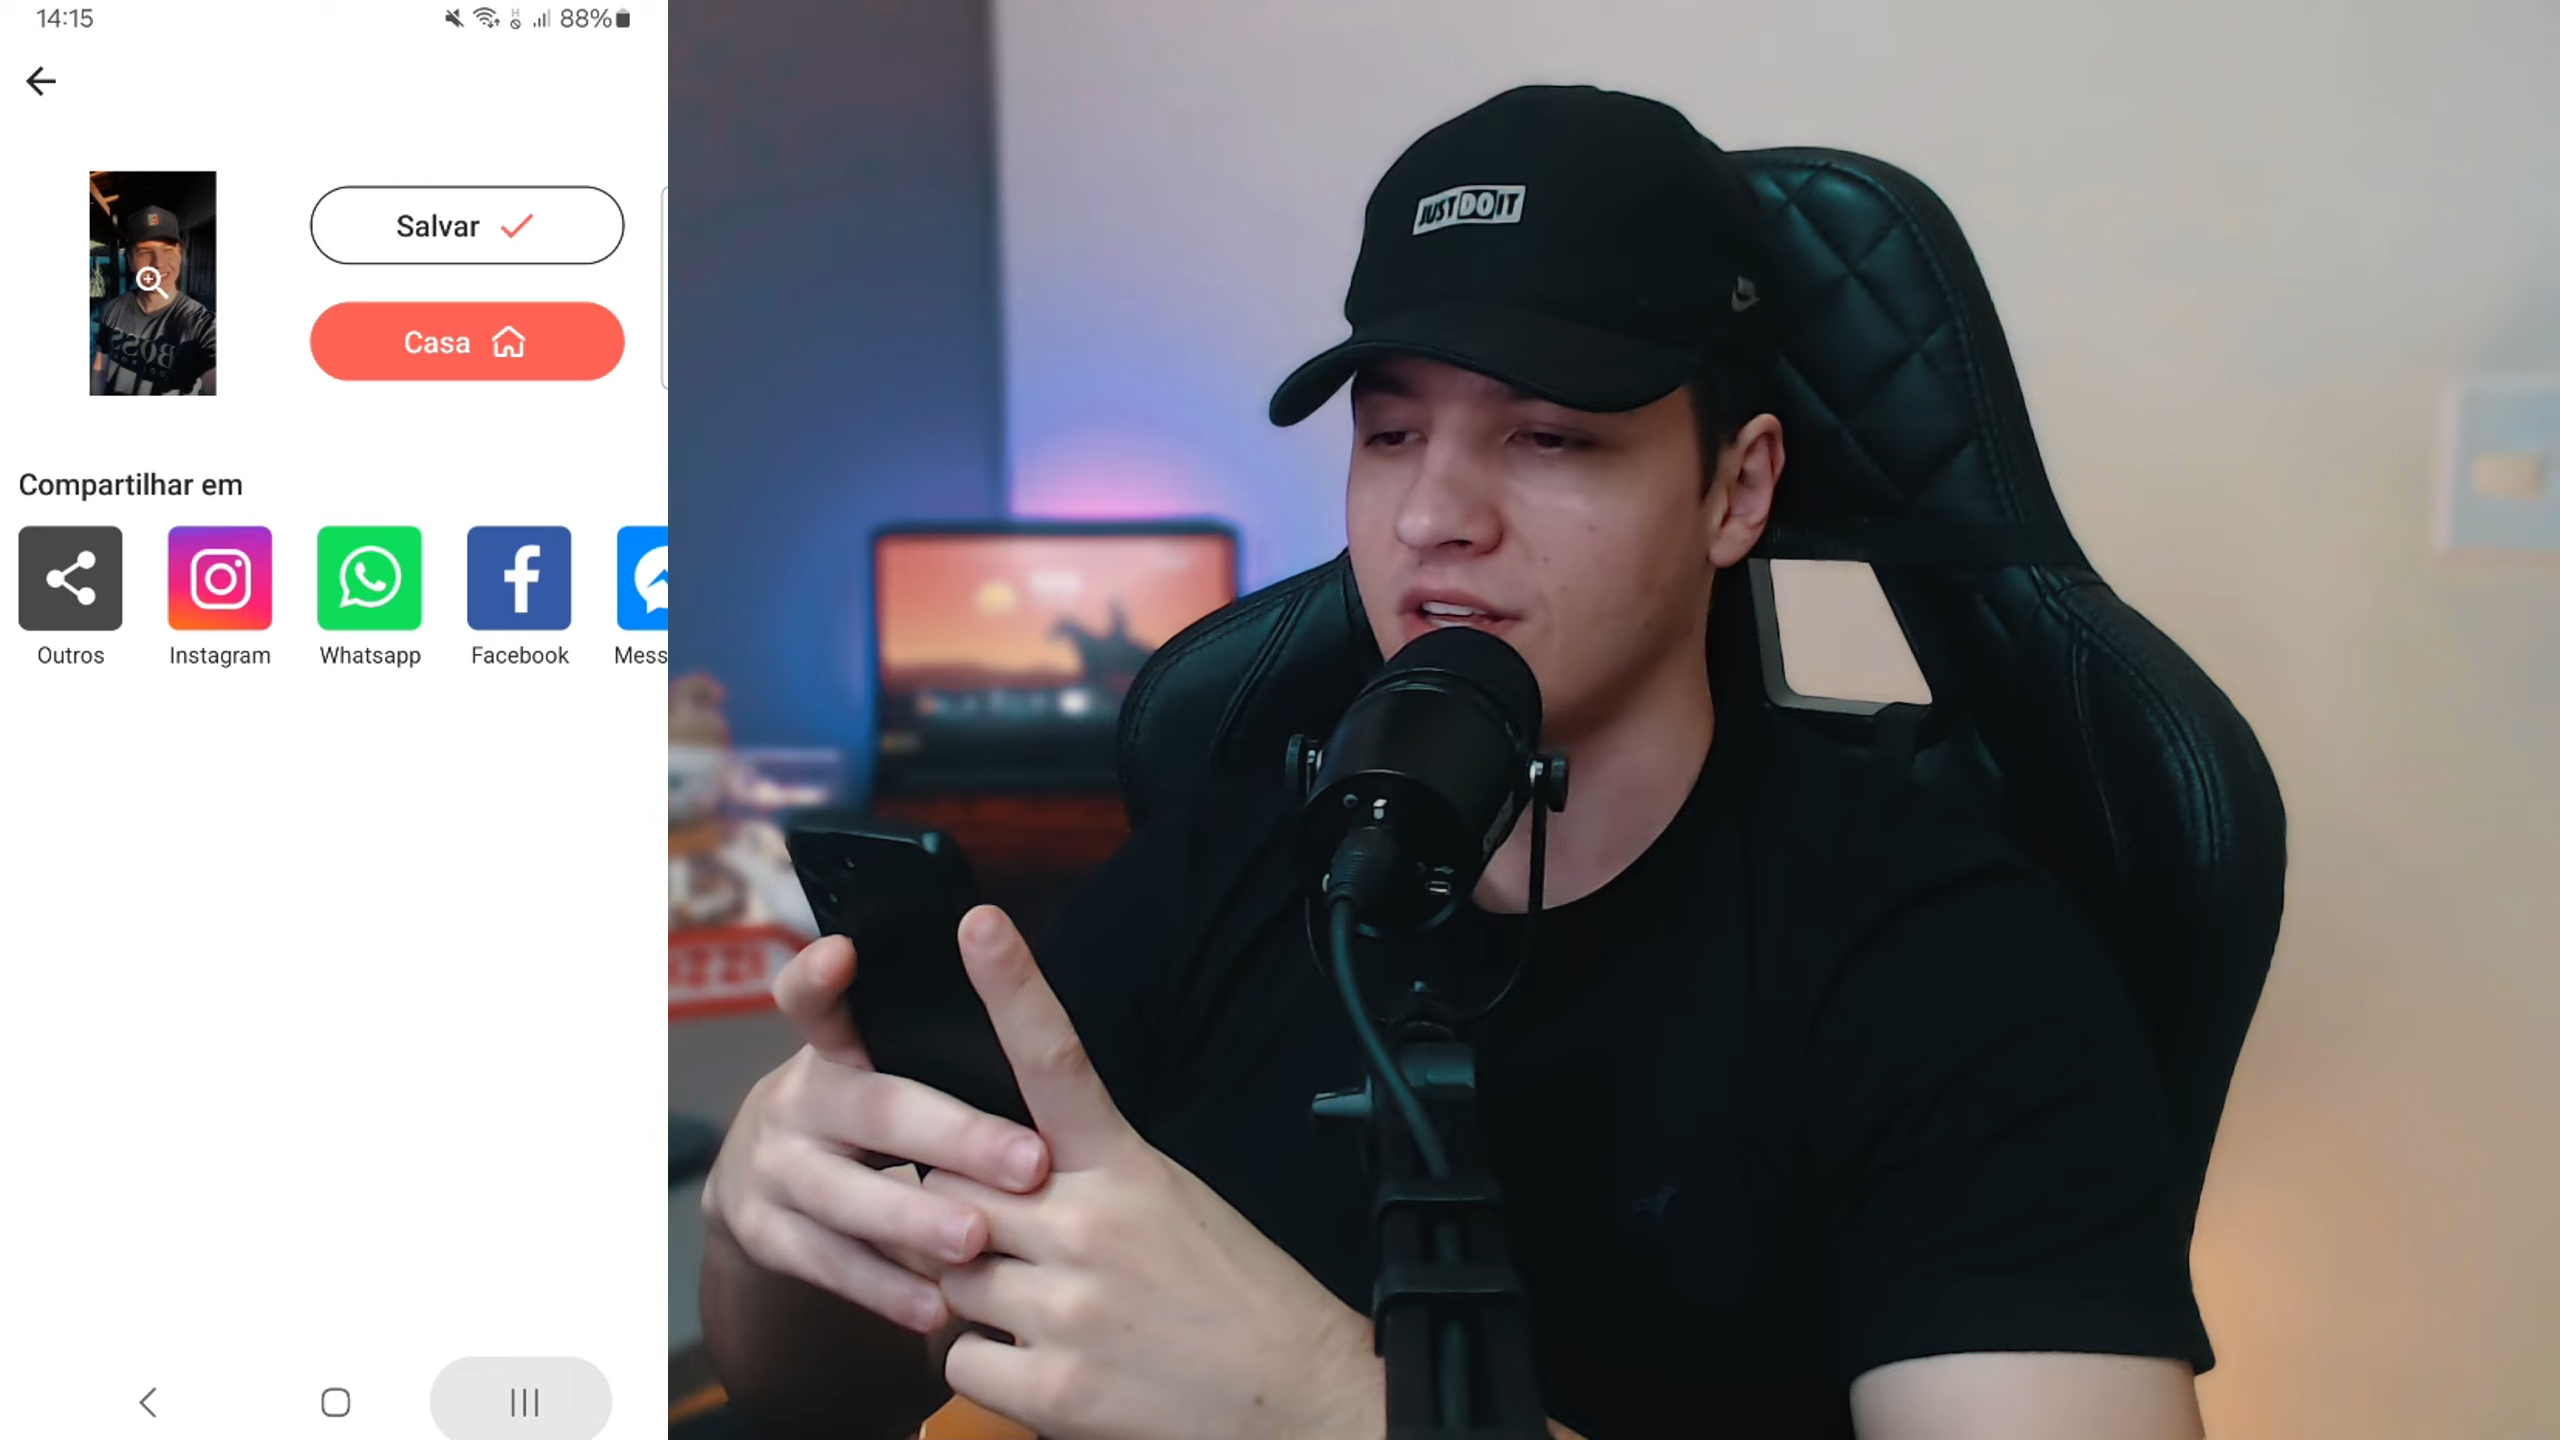 14:15
88%
Salvar
Casa
Compartilhar em
Outros
Instagram
Whatsapp
Facebook
Mess
JUST DO IT